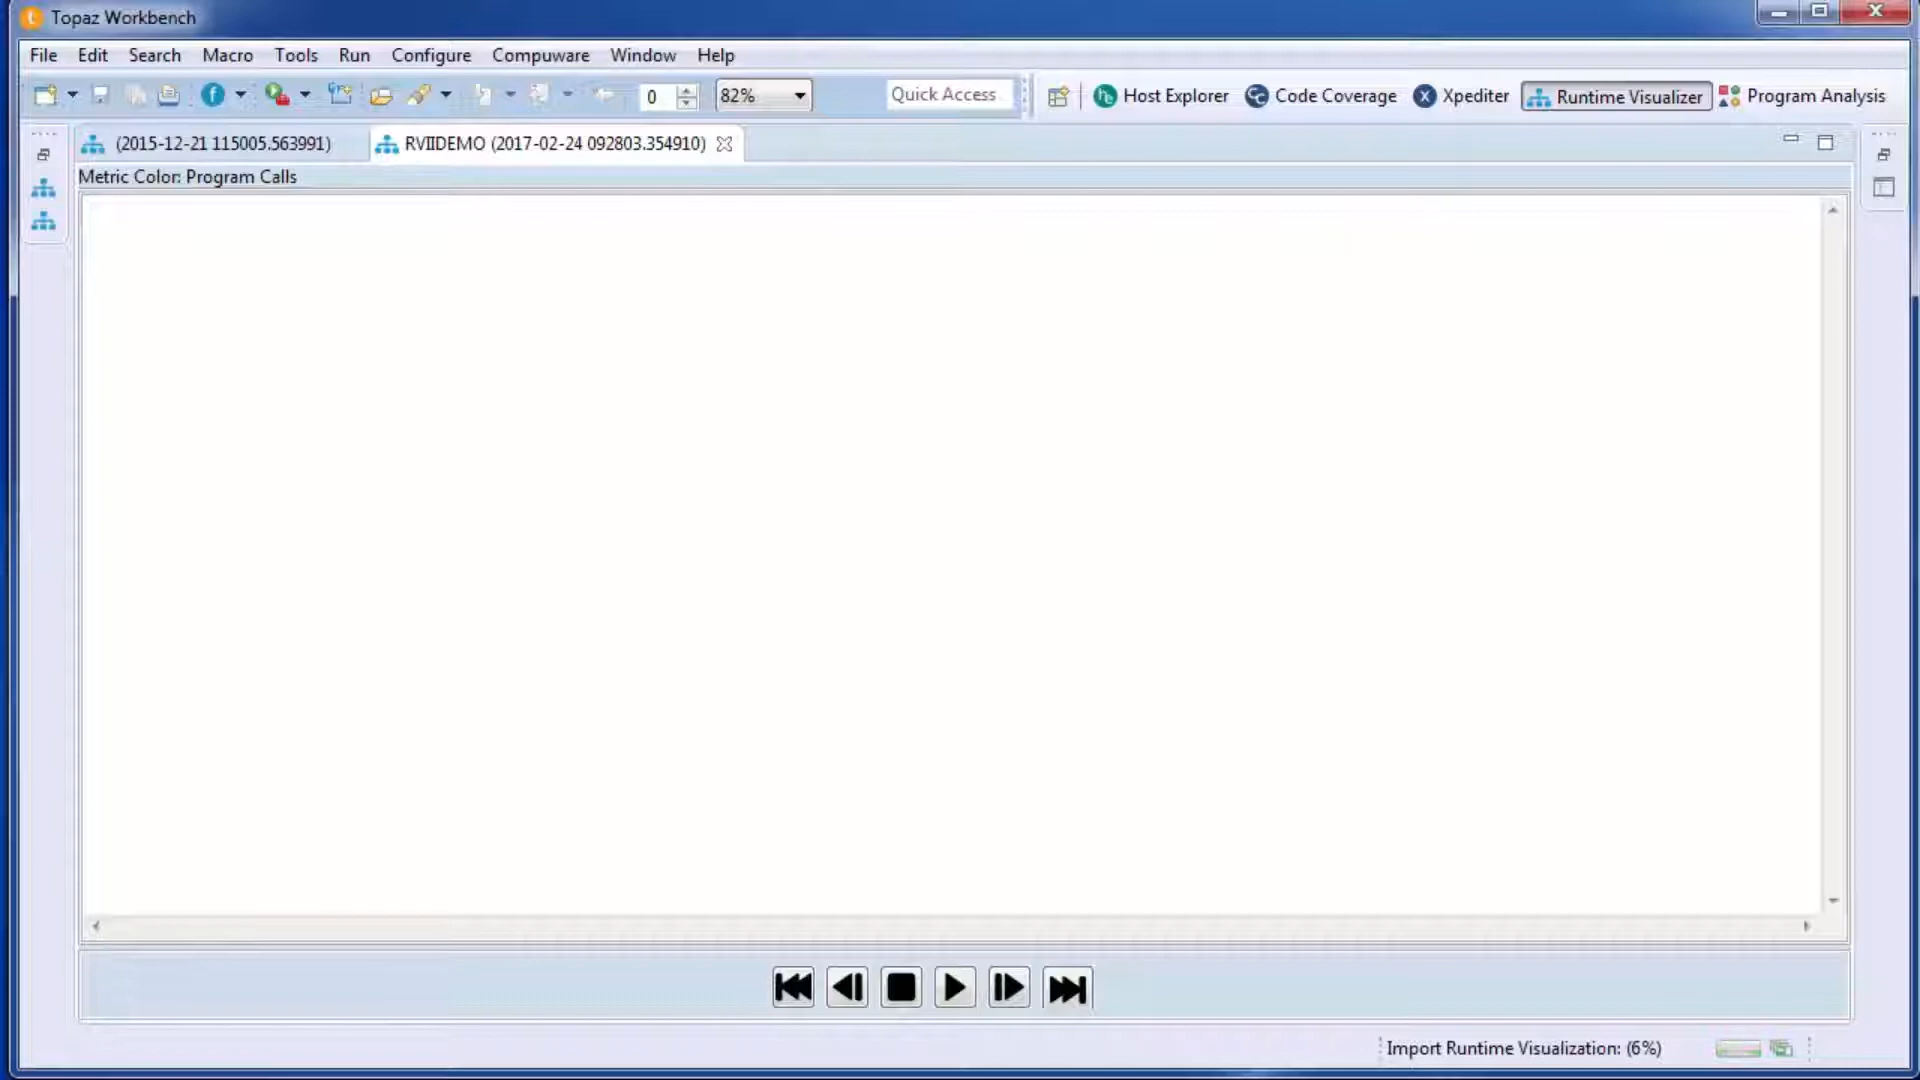 Topaz Workbench
File Edit Search Macro Tools Run Configure Compuware Window Help
0 82% Quick Access Host Explorer Code Coverage Xpediter Runtime Visualizer Program Analysis
(2015-12-21 115005.563991) RVIIDEMO (2017-02-24 092803.354910)
Metric Color: Program Calls
Import Runtime Visualization: (6%)